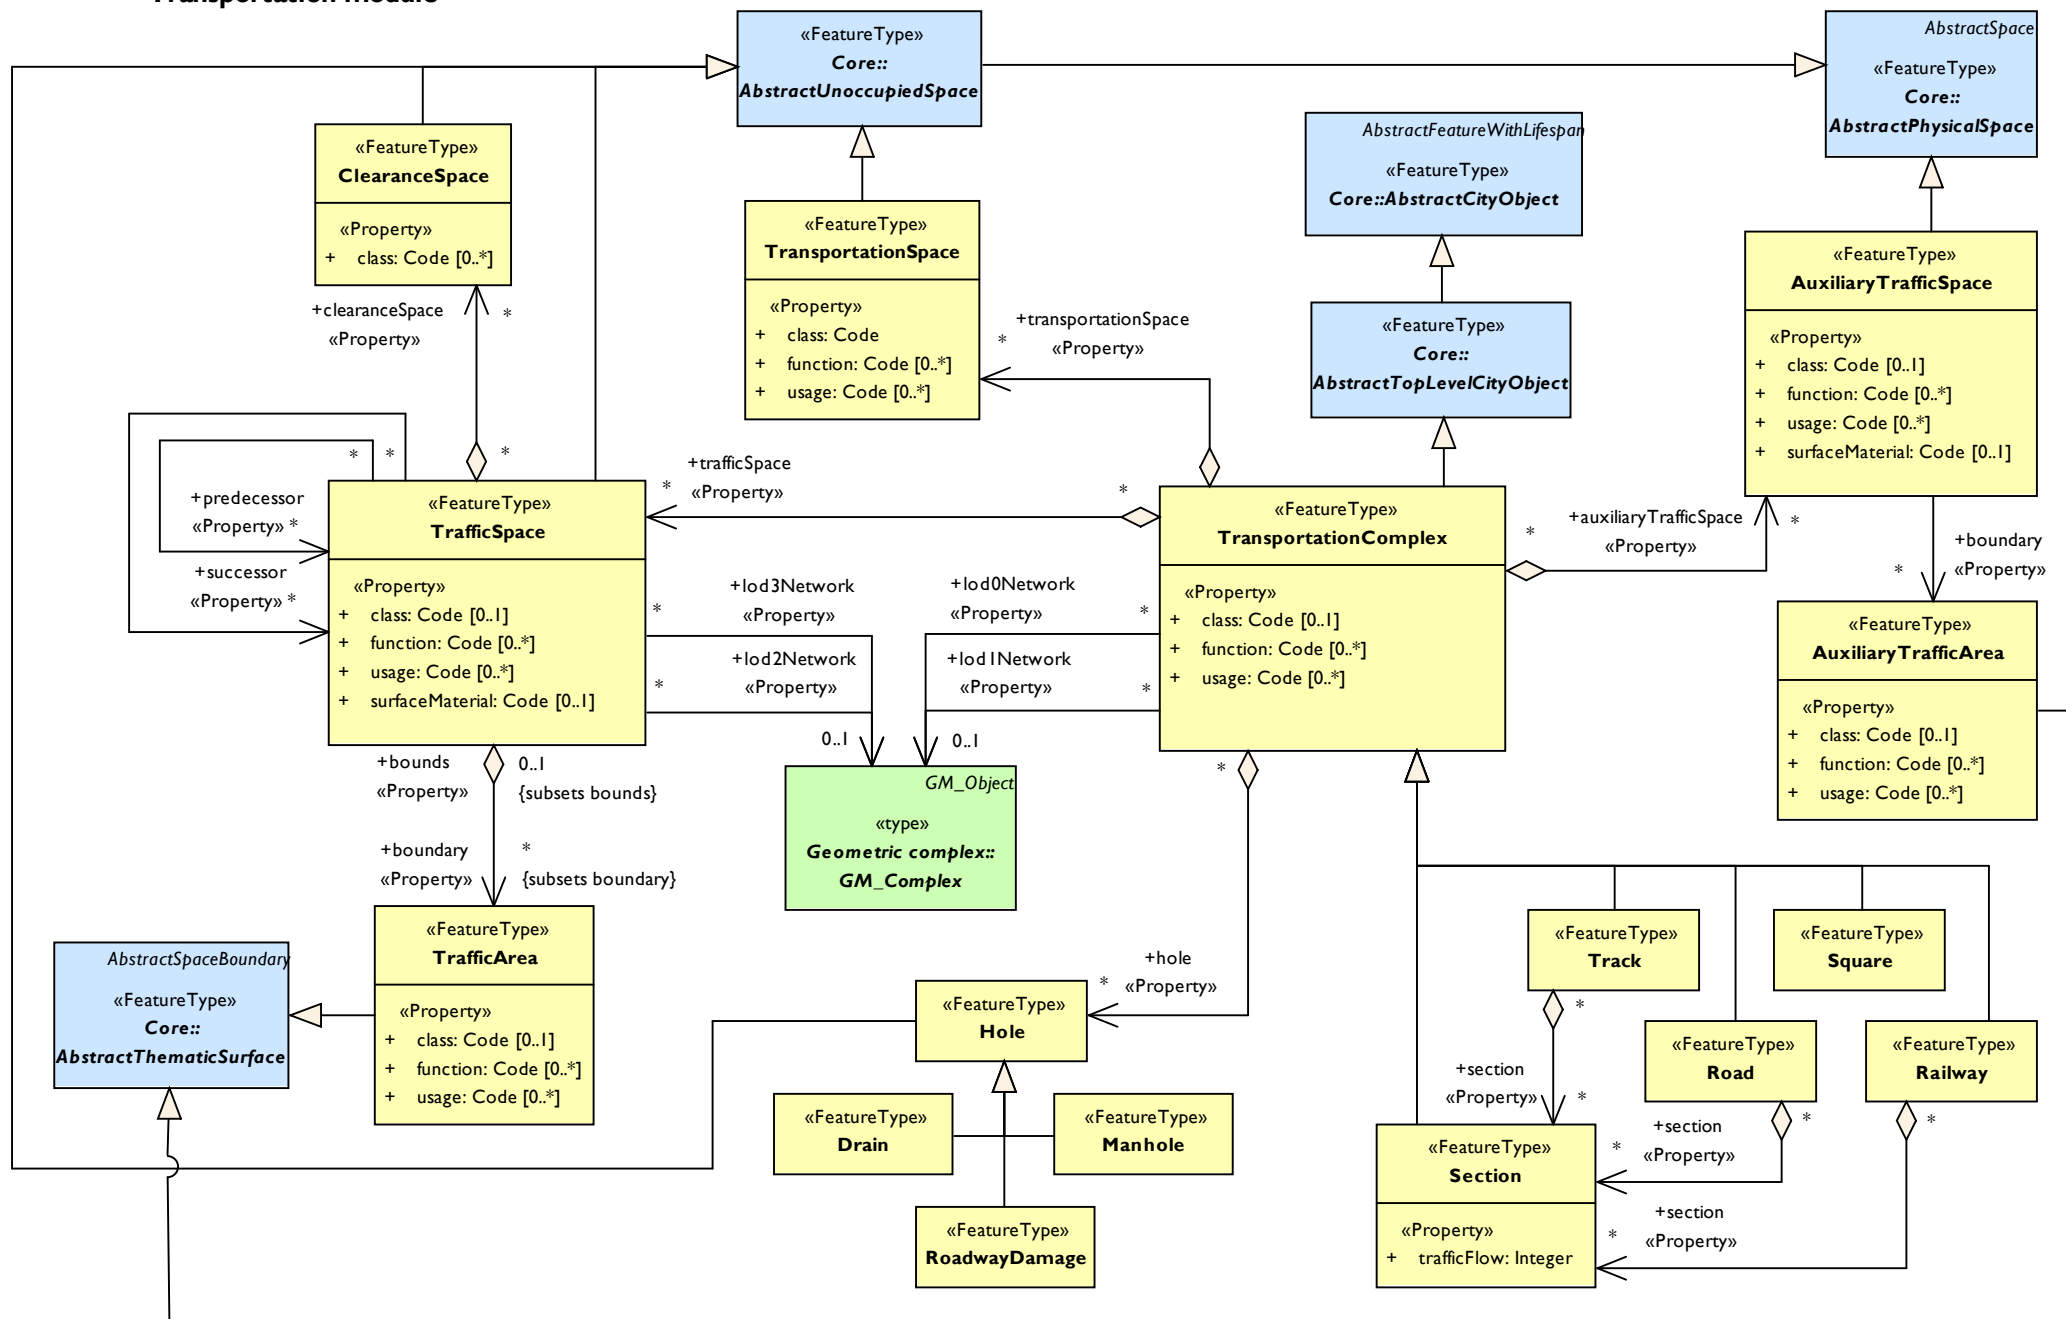 Transportation module
«FeatureType»
Core::
AbstractUnoccupiedSpace
AbstractSpace
«FeatureType»
Core::
AbstractPhysicalSpace
«FeatureType»
ClearanceSpace
«Property»
+ class: Code [0..*]
AbstractFeatureWithLifespan
«FeatureType»
Core::AbstractCityObject
«FeatureType»
TransportationSpace
«Property»
+ class: Code
+ function: Code [0..*]
+ usage: Code [0..*]
«FeatureType»
AuxiliaryTrafficSpace
«Property»
+ class: Code [0..1]
+ function: Code [0..*]
+ usage: Code [0..*]
+ surfaceMaterial: Code [0..1]
+clearanceSpace
«Property»
*
*
+transportationSpace
«Property»
*
«FeatureType»
Core::
AbstractTopLevelCityObject
* *
+predecessor
«Property» *
+successor
«Property» *
«FeatureType»
TrafficSpace
«Property»
+ class: Code [0..1]
+ function: Code [0..*]
+ usage: Code [0..*]
+ surfaceMaterial: Code [0..1]
+trafficSpace
«Property»
*
*
«FeatureType»
TransportationComplex
«Property»
+ class: Code [0..1]
+ function: Code [0..*]
+ usage: Code [0..*]
+auxiliaryTrafficSpace
«Property»
*
*
+boundary
«Property»
*
+lod3Network
«Property»
*
+lod2Network
«Property»
*
0..1
+lod0Network
«Property»
*
+lod1Network
«Property»
*
0..1
«FeatureType»
AuxiliaryTrafficArea
«Property»
+ class: Code [0..1]
+ function: Code [0..*]
+ usage: Code [0..*]
+bounds
«Property»
0..1
{subsets bounds}
+boundary
«Property»
*
{subsets boundary}
GM_Object
«type»
Geometric complex::
GM_Complex
*
+hole
«Property»
*
AbstractSpaceBoundary
«FeatureType»
Core::
AbstractThematicSurface
«FeatureType»
TrafficArea
«Property»
+ class: Code [0..1]
+ function: Code [0..*]
+ usage: Code [0..*]
«FeatureType»
Hole
«FeatureType»
Drain
«FeatureType»
Manhole
«FeatureType»
RoadwayDamage
«FeatureType»
Track
«FeatureType»
Square
«FeatureType»
Road
«FeatureType»
Railway
*
+section
«Property»
*
*
+section
«Property»
*
*
+section
«Property»
*
«FeatureType»
Section
«Property»
+ trafficFlow: Integer